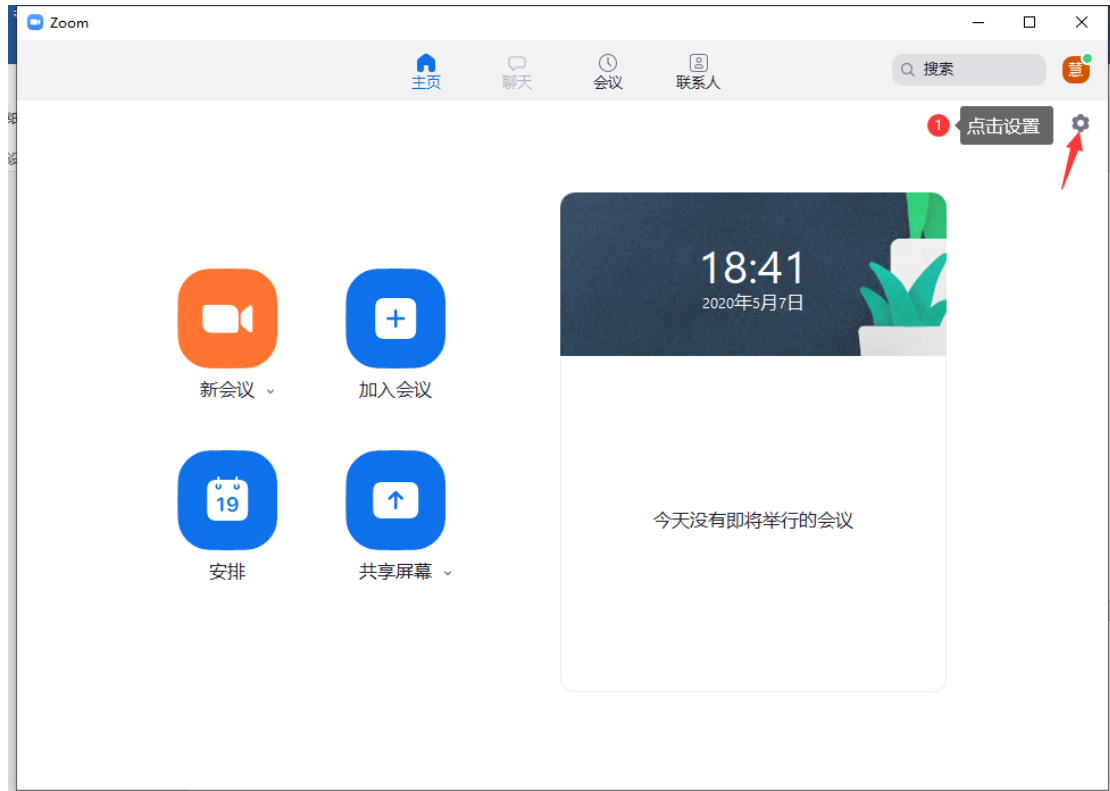 Zoom
主页
聊天
会议
联系人
搜索
慧
1 点击设置
18:41
2020年5月7日
新会议
加入会议
19
安排
共享屏幕
今天没有即将举行的会议